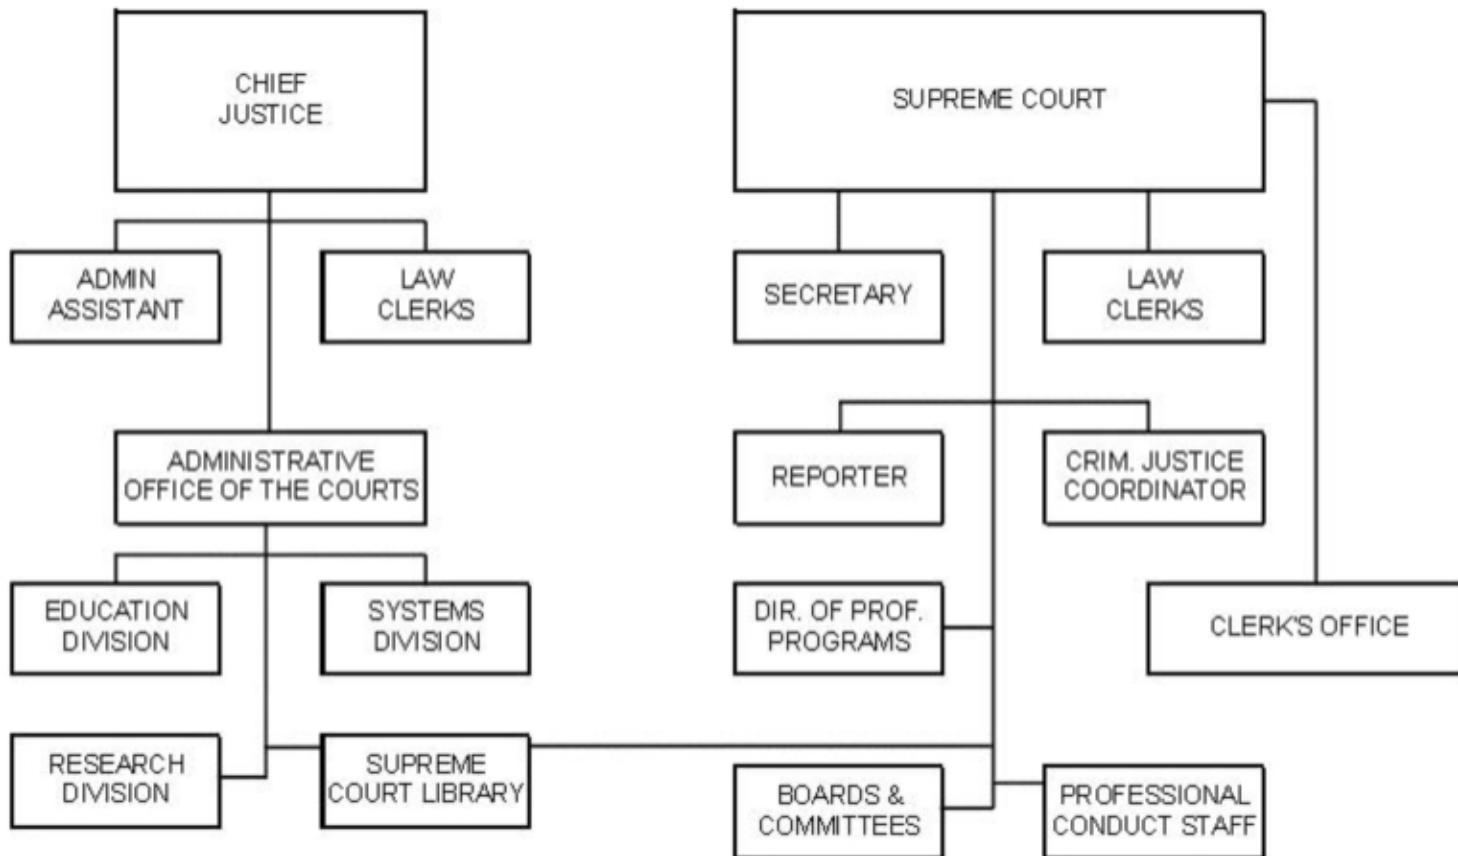 CHIEF
JUSTICE
SUPREME COURT
ADMIN
ASSISTANT
LAW
CLERKS
SECRETARY
LAW
CLERKS
ADMINISTRATIVE
OFFICE OF THE COURTS
REPORTER
CRIM. JUSTICE
COORDINATOR
EDUCATION
DIVISION
SYSTEMS
DIVISION
DIR. OF PROF.
PROGRAMS
CLERK'S OFFICE
RESEARCH
DIVISION
SUPREME
COURT LIBRARY
BOARDS &
COMMITTEES
PROFESSIONAL
CONDUCT STAFF